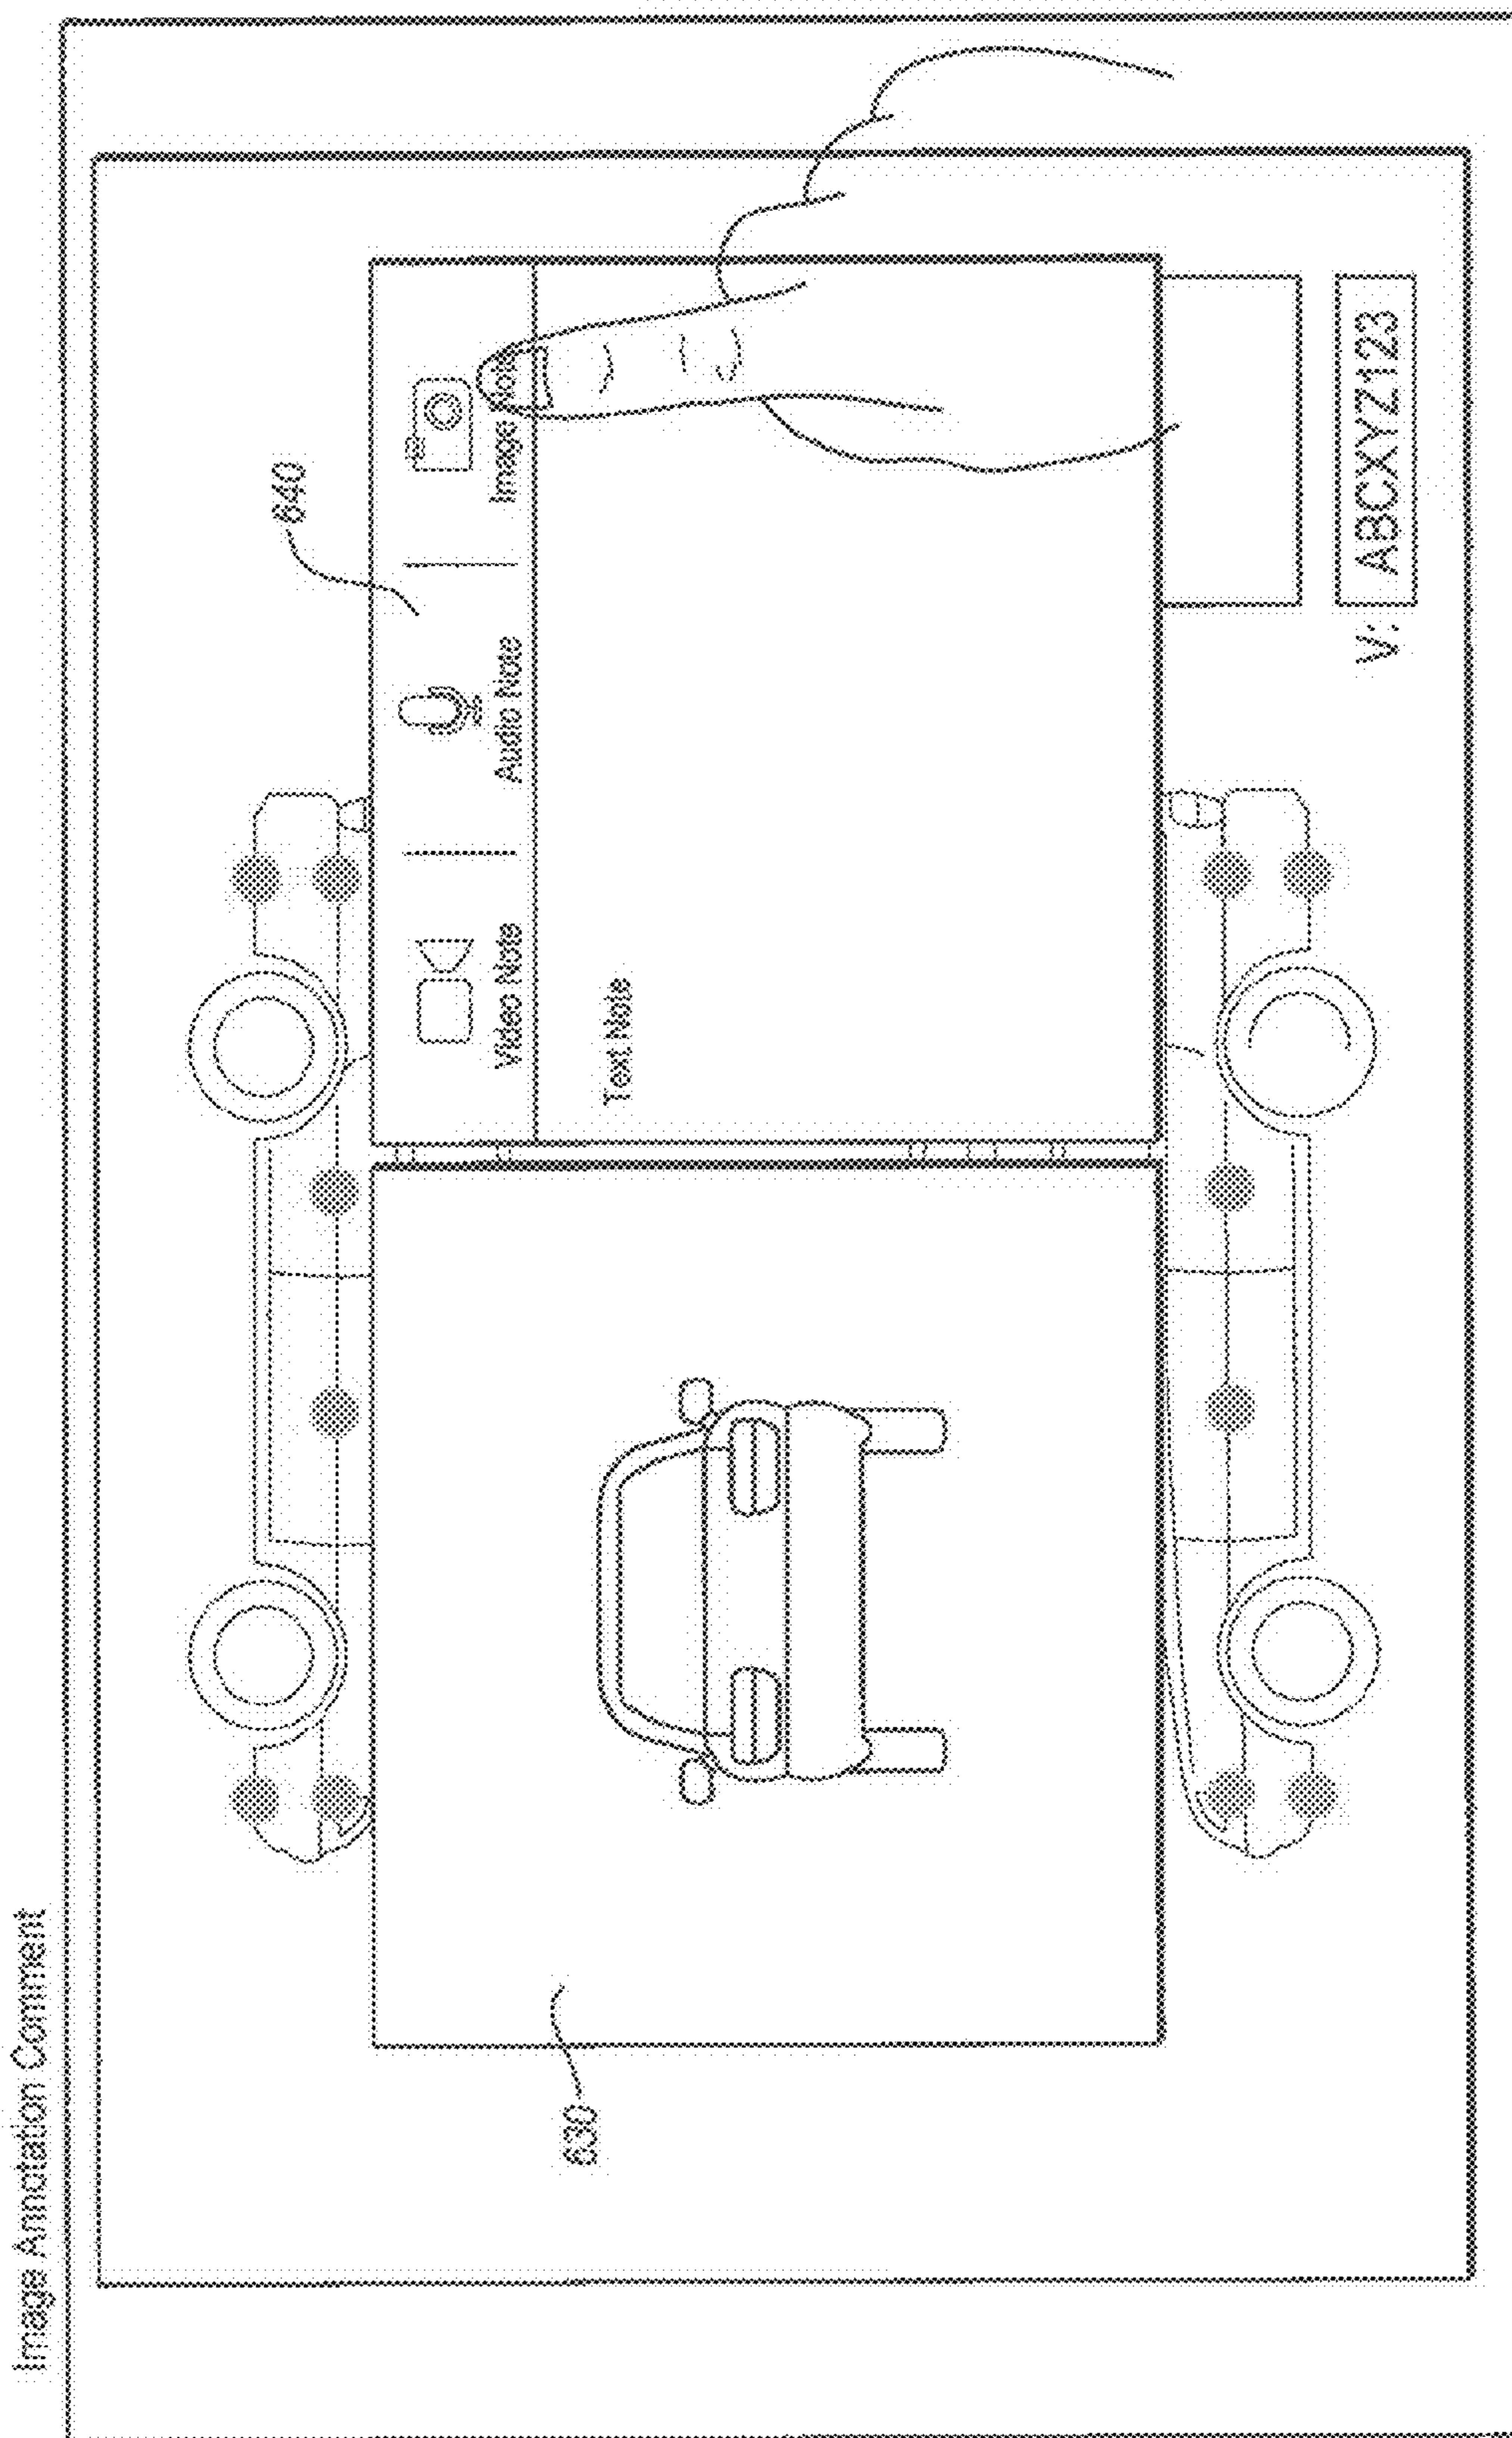 Image Annotation Comment
640
Video Note
Audio Note
Image Note
Text Note
630
V: ABCXYZ123